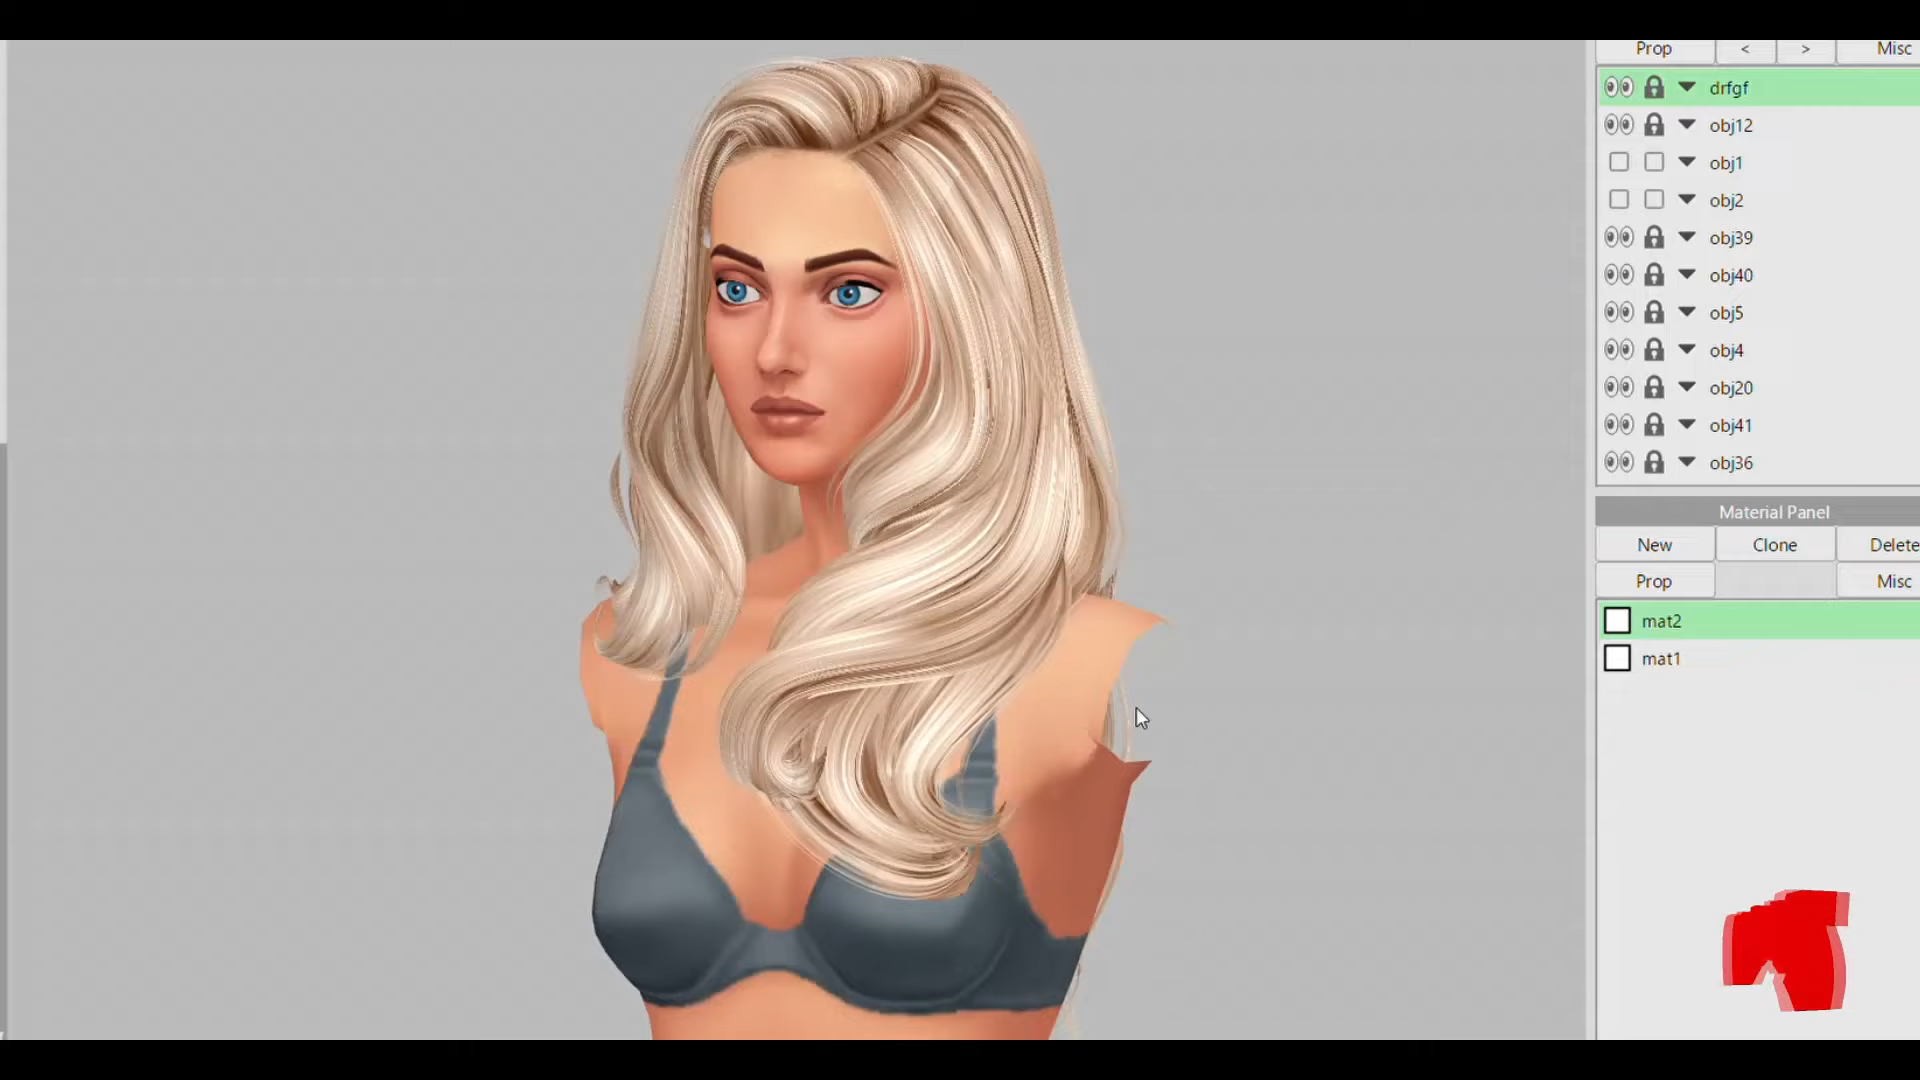 Prop < > Misc
drfgf
obj12
obj1
obj2
obj39
obj40
obj5
obj4
obj20
obj41
obj36
Material Panel
New Clone Delete
Prop Misc
mat2
mat1